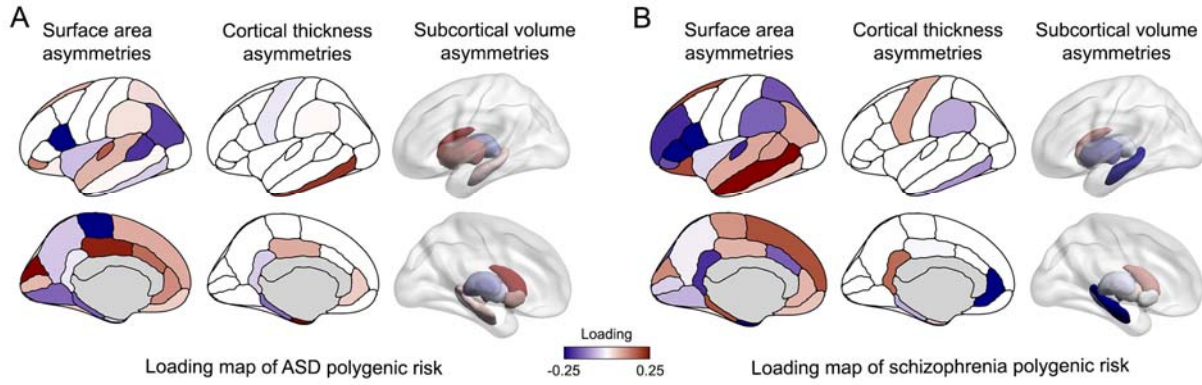 A
Surface area
asymmetries
Cortical thickness
asymmetries
Subcortical volume
asymmetries
B
Surface area
asymmetries
Cortical thickness
asymmetries
Subcortical volume
asymmetries
Loading
-0.25 0.25
Loading map of ASD polygenic risk
Loading map of schizophrenia polygenic risk